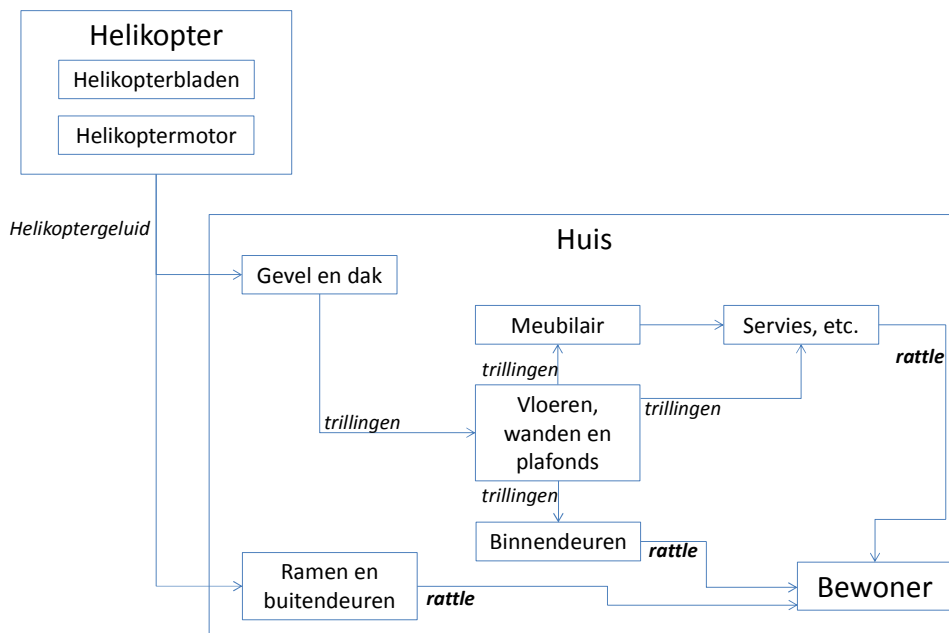 Helikopter
Helikopterbladen
Helikoptermotor
Helikoptergeluid
Huis
Gevel en dak
Meubilair
Servies, etc.
rattle
trillingen
trillingen
Vloeren,
wanden en
plafonds
trillingen
trillingen
Binnendeuren
rattle
Ramen en
buitendeuren
rattle
Bewoner